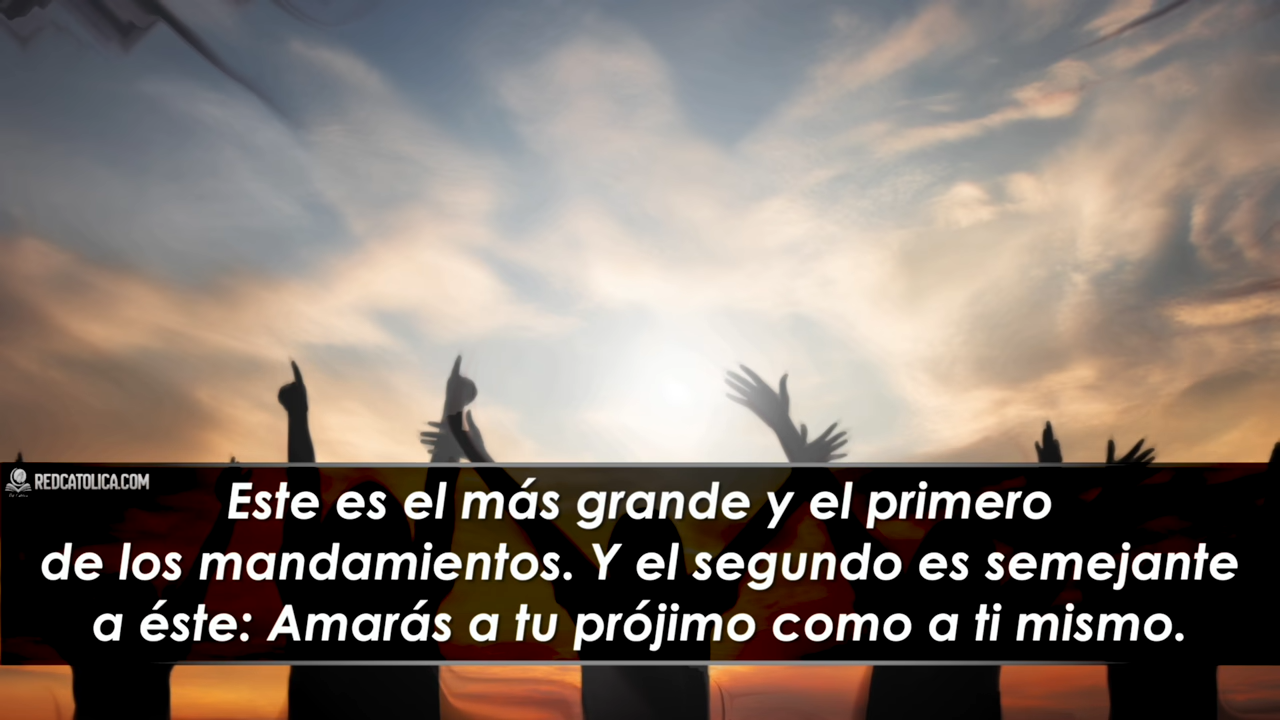 REDCATOLICA.COM
Este es el más grande y el primero
de los mandamientos. Y el segundo es semejante
a éste: Amarás a tu prójimo como a ti mismo.